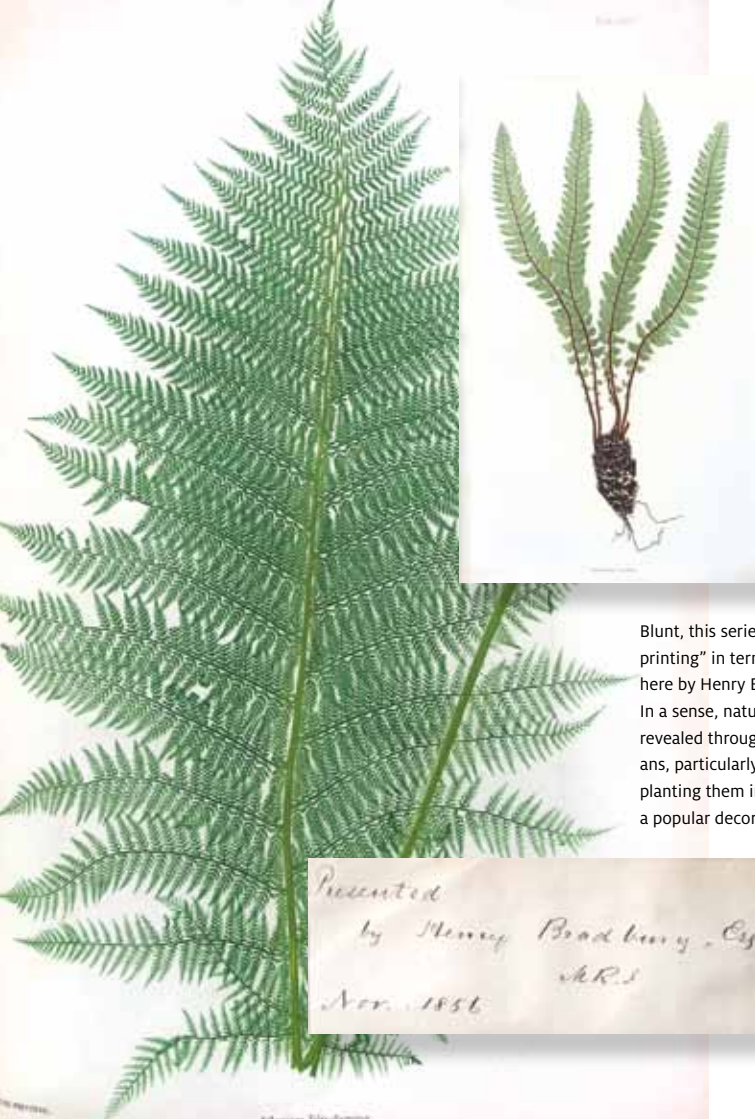 Blunt, this serie
printing” in terr
here by Henry B
In a sense, natu
revealed throug
ans, particularly
planting them i
a popular decor
Presented
by Henry Bradbury, Esq
M.R.I
Nov. 1856